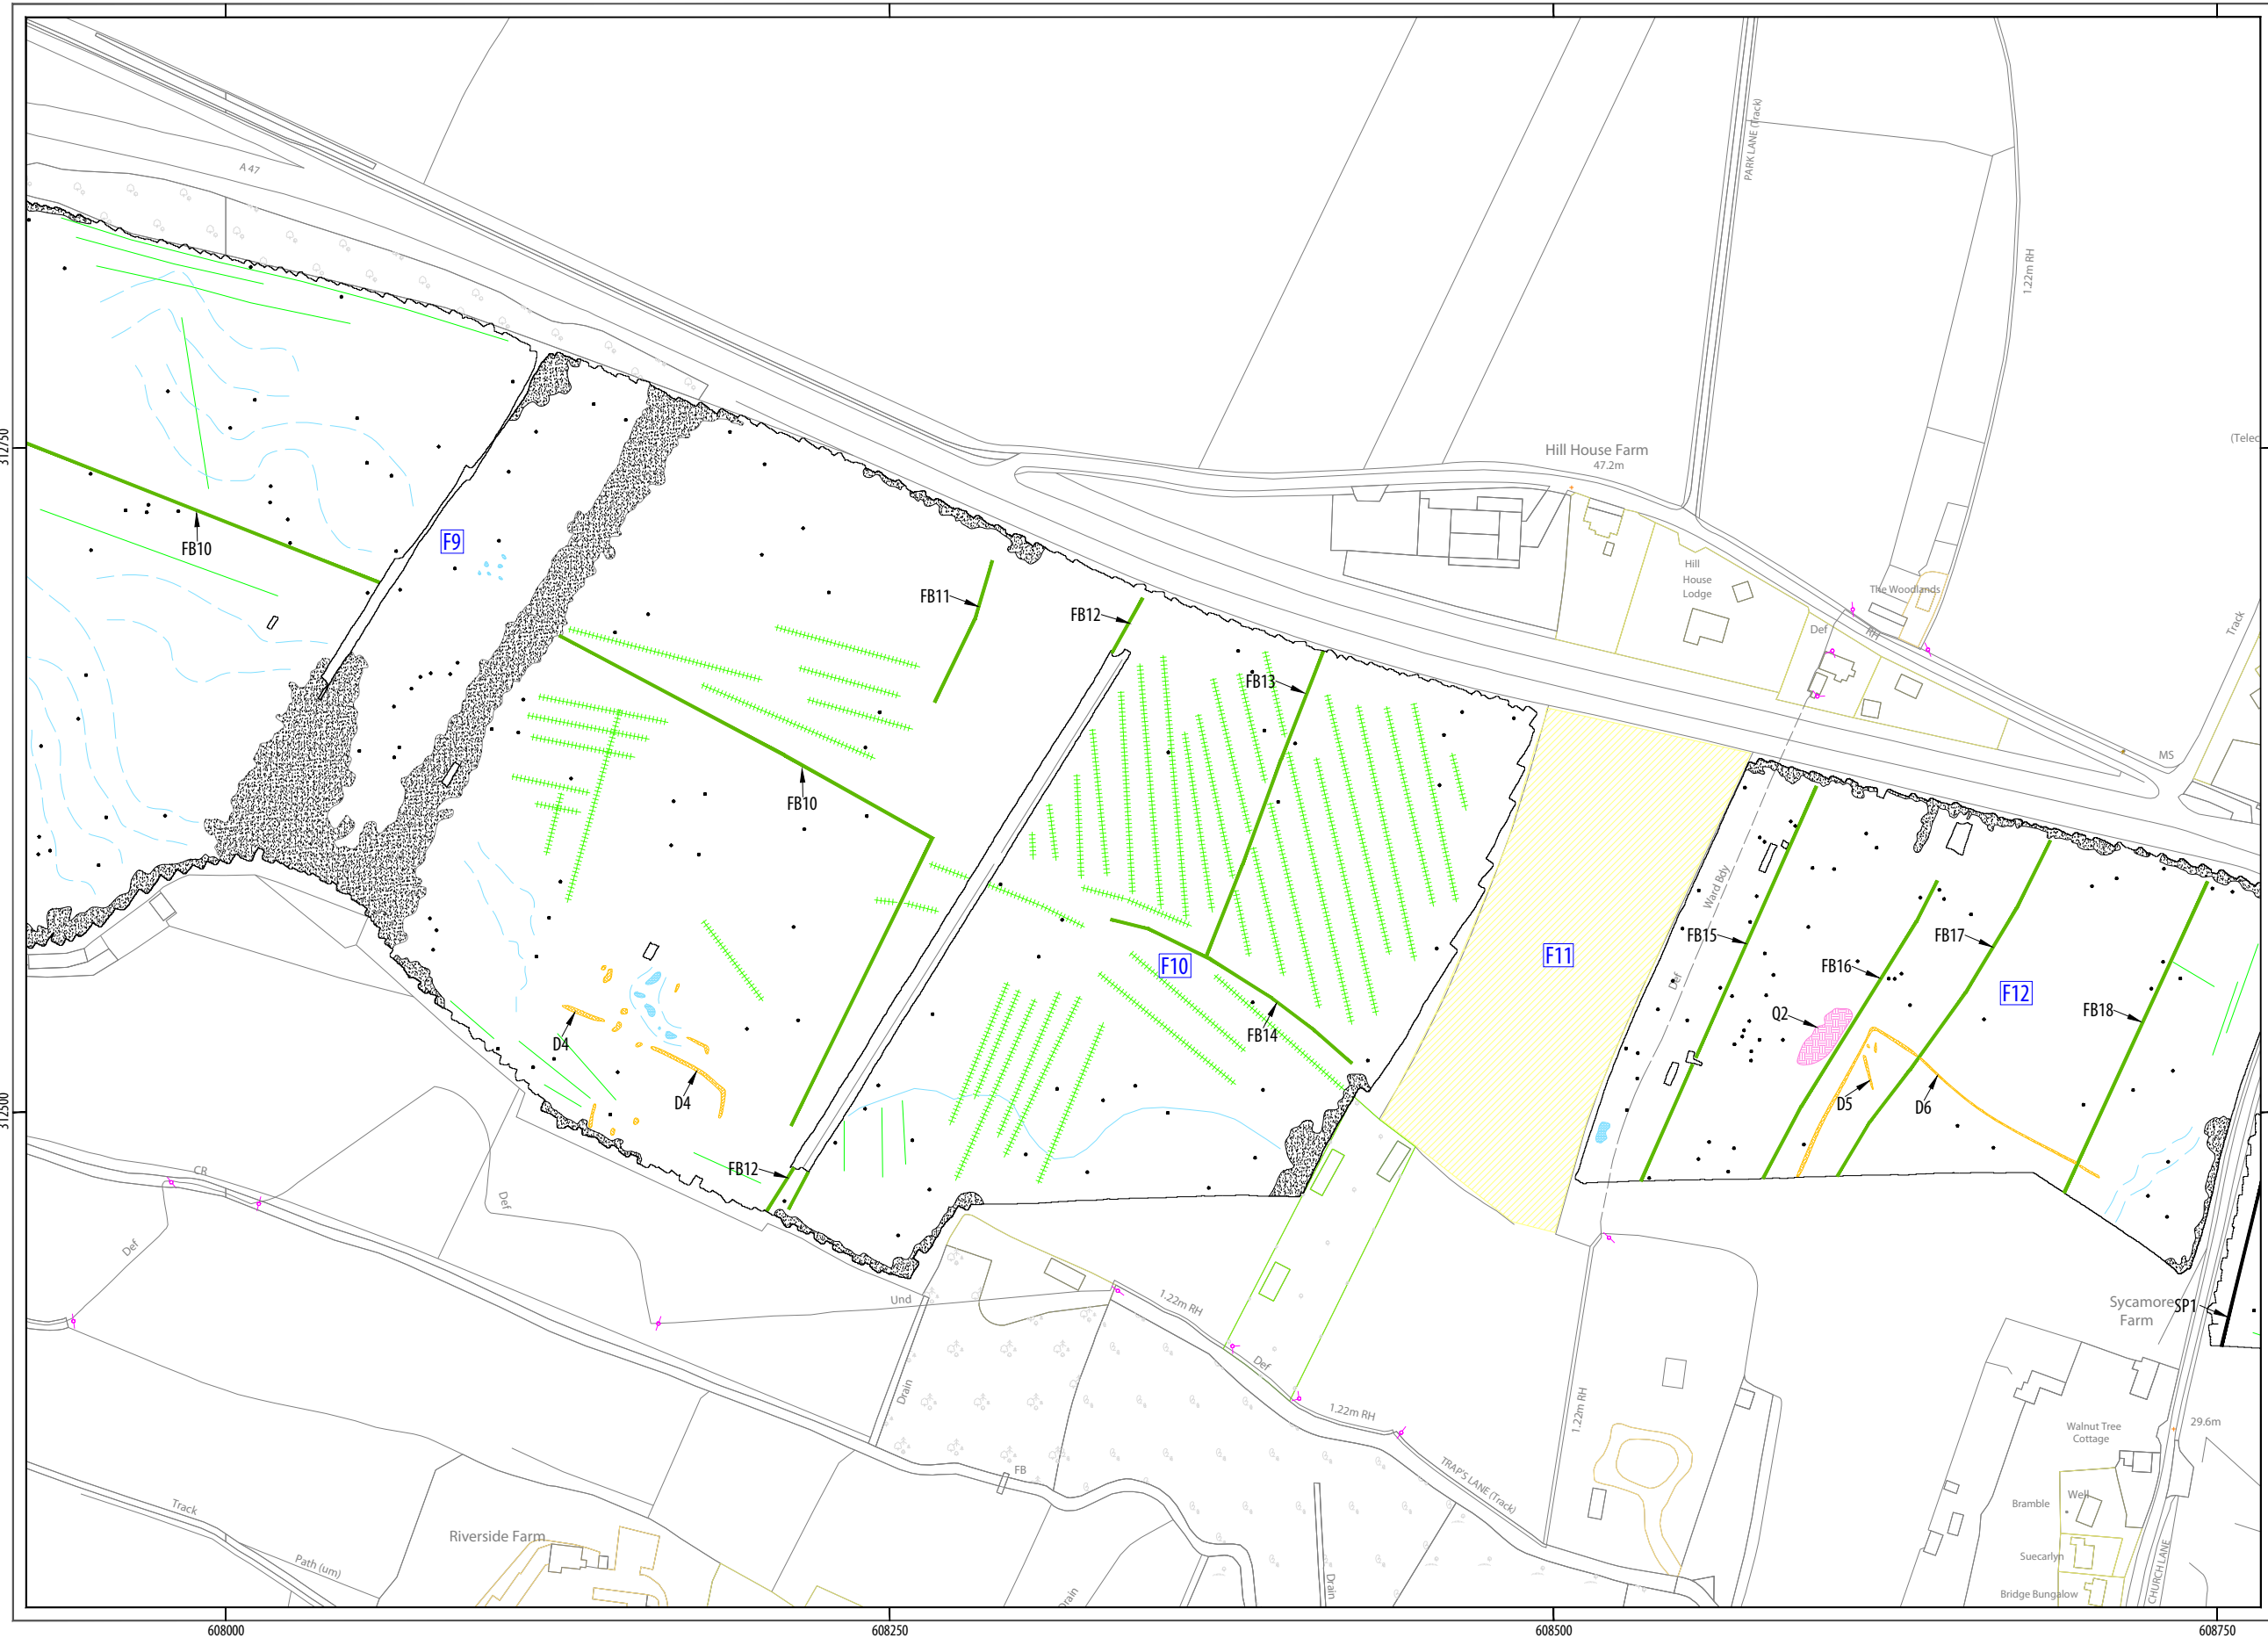 A 47
PARK LANE (Track)
1.22m RH
312750
Hill House Farm
47.2m
(Telec
FB10
F9
Hill
House
Lodge
The Woodlands
FB11
FB12
Def
RH
Track
FB13
MS
FB10
Ward Bdy
FB15
FB17
F10
F11
FB16
F12
Def
FB18
Q2
D4
FB14
D4
D5
D6
312500
FB12
CR
Def
Def
Und
1.22m RH
Sycamore
Farm
SP1
Def
Drain
1.22m RH
1.22m RH
29.6m
Walnut Tree
Cottage
FB
TRAP'S LANE (Track)
Track
Well
Bramble
Riverside Farm
Path (um)
Suecarlyn
Drain
Drain
Bridge Bungalow
CHURCH LANE
608000
608250
608500
608750